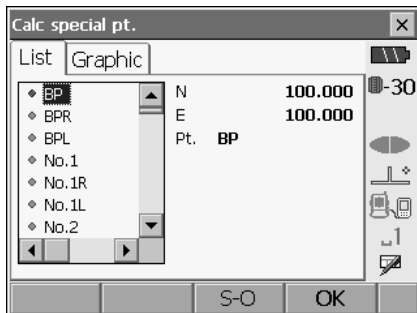 Calc special pt.
List Graphic
BP
BPR
BPL
No.1
No.1R
No.1L
No.2
N 100.000
E 100.000
Pt. BP
-30
1
S-O OK